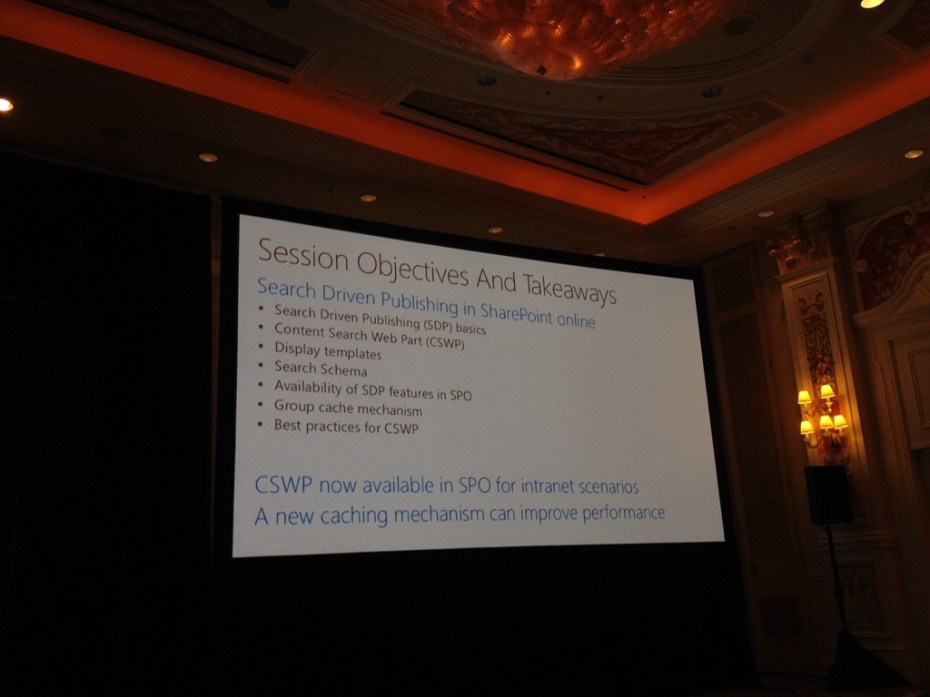 Session Objectives And Takeaways
Search Driven Publishing in SharePoint online
▪ Search Driven Publishing (SDP) basics
▪ Content Search Web Part (CSWP)
▪ Display templates
▪ Search Schema
▪ Availability of SDP features in SPO
▪ Group cache mechanism
▪ Best practices for CSWP
CSWP now available in SPO for intranet scenarios
A new caching mechanism can improve performance